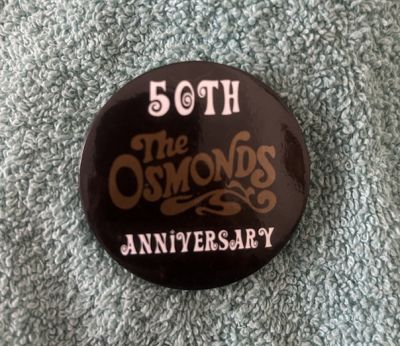 50TH
The
OSMONDS
ANNiVERSARY